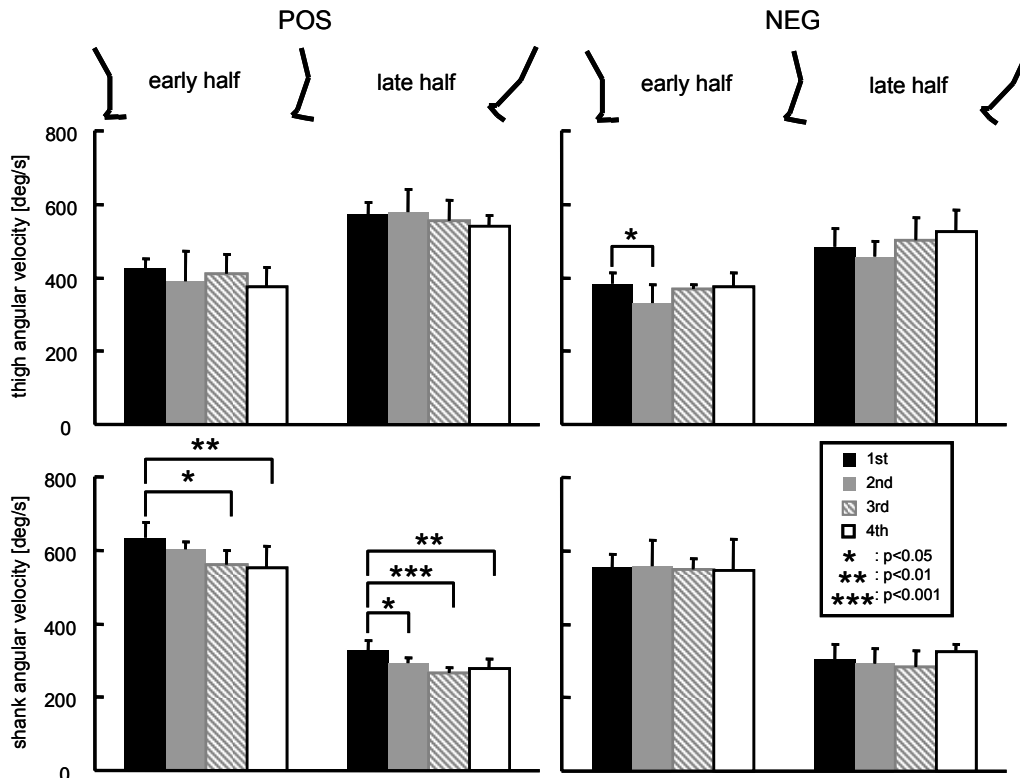 POS
NEG
early half
late half
early half
late half
thigh angular velocity [deg/s]
800
600
400
200
0
*
shank angular velocity [deg/s]
800
600
400
200
0
**
*
**
***
*
1st
2nd
3rd
4th
* : p<0.05
** : p<0.01
*** : p<0.001